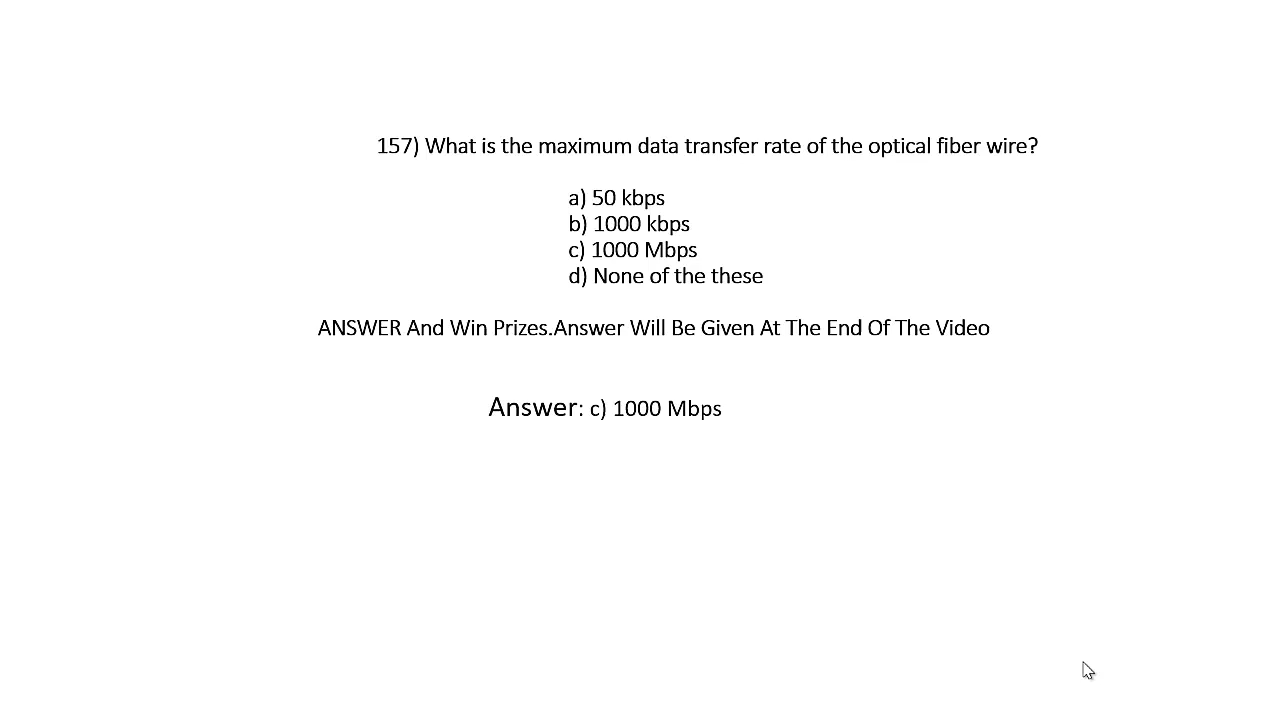 157) What is the maximum data transfer rate of the optical fiber wire?
a) 50 kbps
b) 1000 kbps
c) 1000 Mbps
d) None of the these
ANSWER And Win Prizes.Answer Will Be Given At The End Of The Video
Answer: c) 1000 Mbps